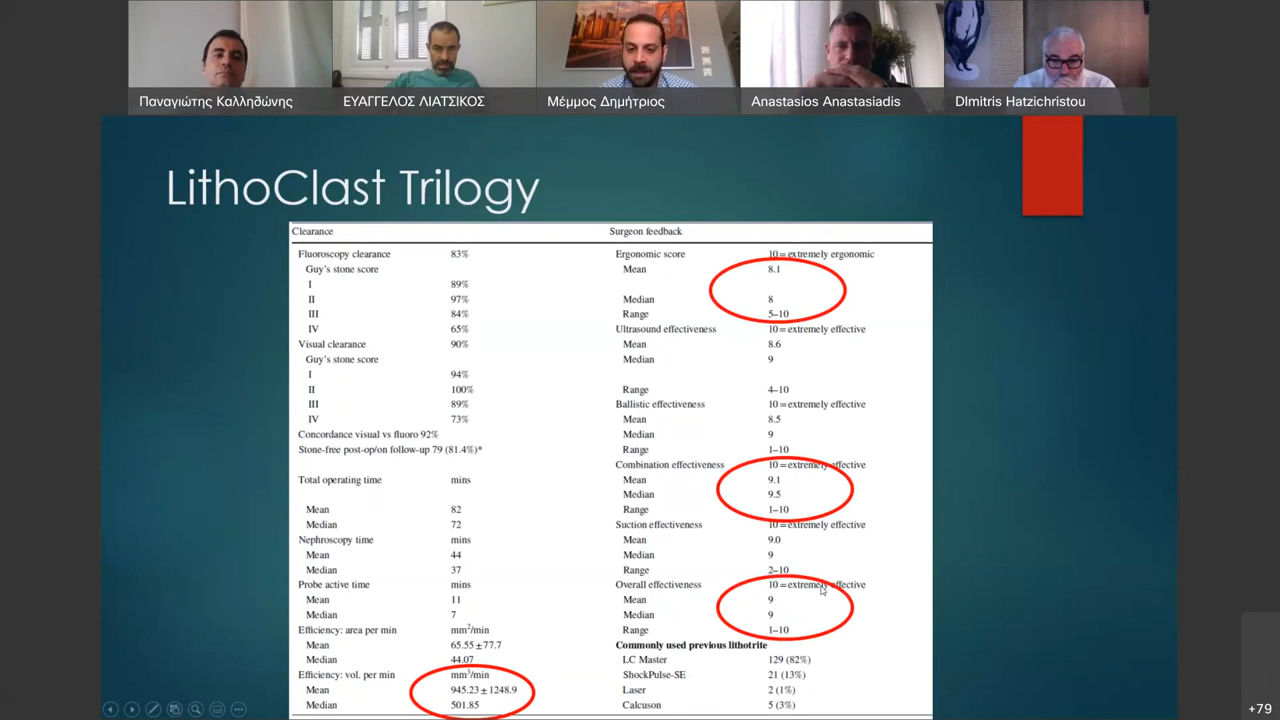 Παναγιώτης Καλληδώνης
ΕΥΑΓΓΕΛΟΣ ΛΙΑΤΣΙΚΟΣ
Μέμμος Δημήτριος
Anastasios Anastasiadis
DImitris Hatzichristou
LithoClast Trilogy
Clearance
Fluoroscopy clearance 83%
Guy's stone score
I 89%
II 97%
III 84%
IV 65%
Visual clearance 90%
Guy's stone score
I 94%
II 100%
III 89%
IV 73%
Concordance visual vs fluoro 92%
Stone-free post-op/on follow-up 79 (81.4%)*
Total operating time mins
Mean 82
Median 72
Nephroscopy time mins
Mean 44
Median 37
Probe active time mins
Mean 11
Median 7
Efficiency: area per min mm²/min
Mean 65.55 ± 77.7
Median 44.07
Efficiency: vol. per min mm³/min
Mean 945.23 ± 1248.9
Median 501.85
Surgeon feedback
Ergonomic score 10 = extremely ergonomic
Mean 8.1
Median 8
Range 5–10
Ultrasound effectiveness 10 = extremely effective
Mean 8.6
Median 9
Range 4–10
Ballistic effectiveness 10 = extremely effective
Mean 8.5
Median 9
Range 1–10
Combination effectiveness 10 = extremely effective
Mean 9.1
Median 9.5
Range 1–10
Suction effectiveness 10 = extremely effective
Mean 9.0
Median 9
Range 2–10
Overall effectiveness 10 = extremely effective
Mean 9
Median 9
Range 1–10
Commonly used previous lithotrite
LC Master 129 (82%)
ShockPulse-SE 21 (13%)
Laser 2 (1%)
Calcuson 5 (3%)
+79